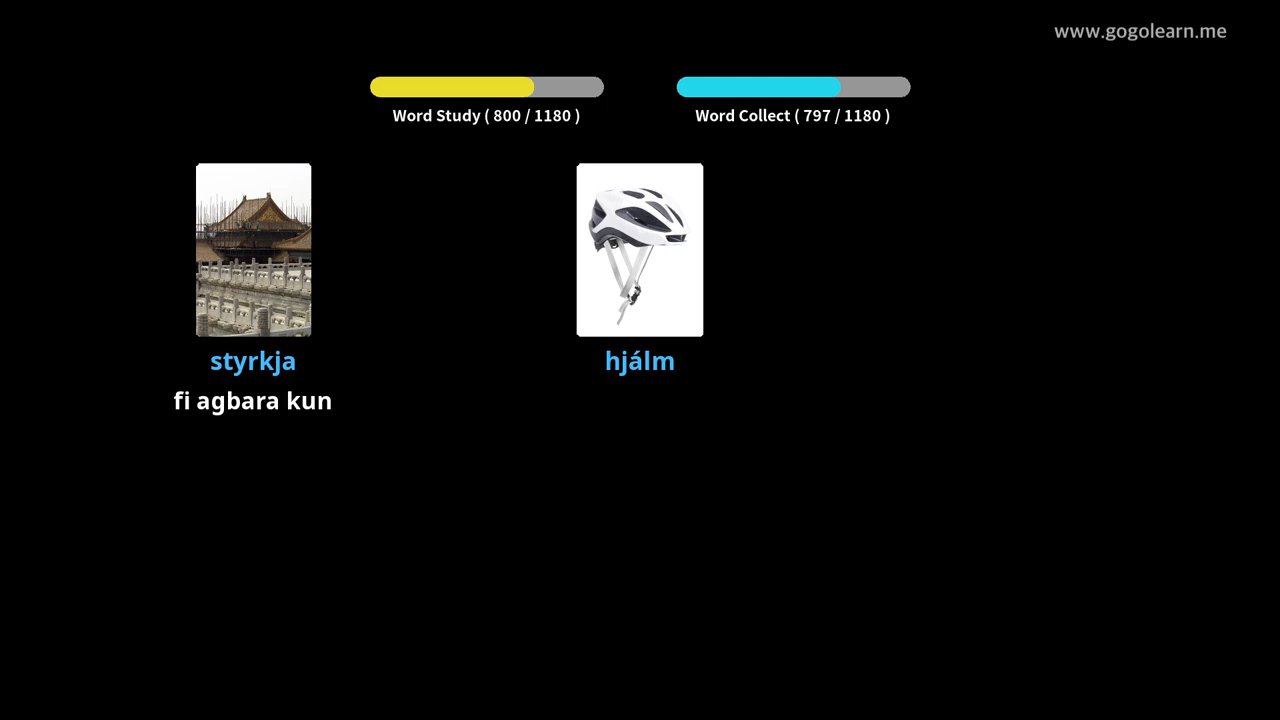 www.gogolearn.me
Word Study ( 800 / 1180 )
Word Collect ( 797 / 1180 )
styrkja
hjálm
fi agbara kun